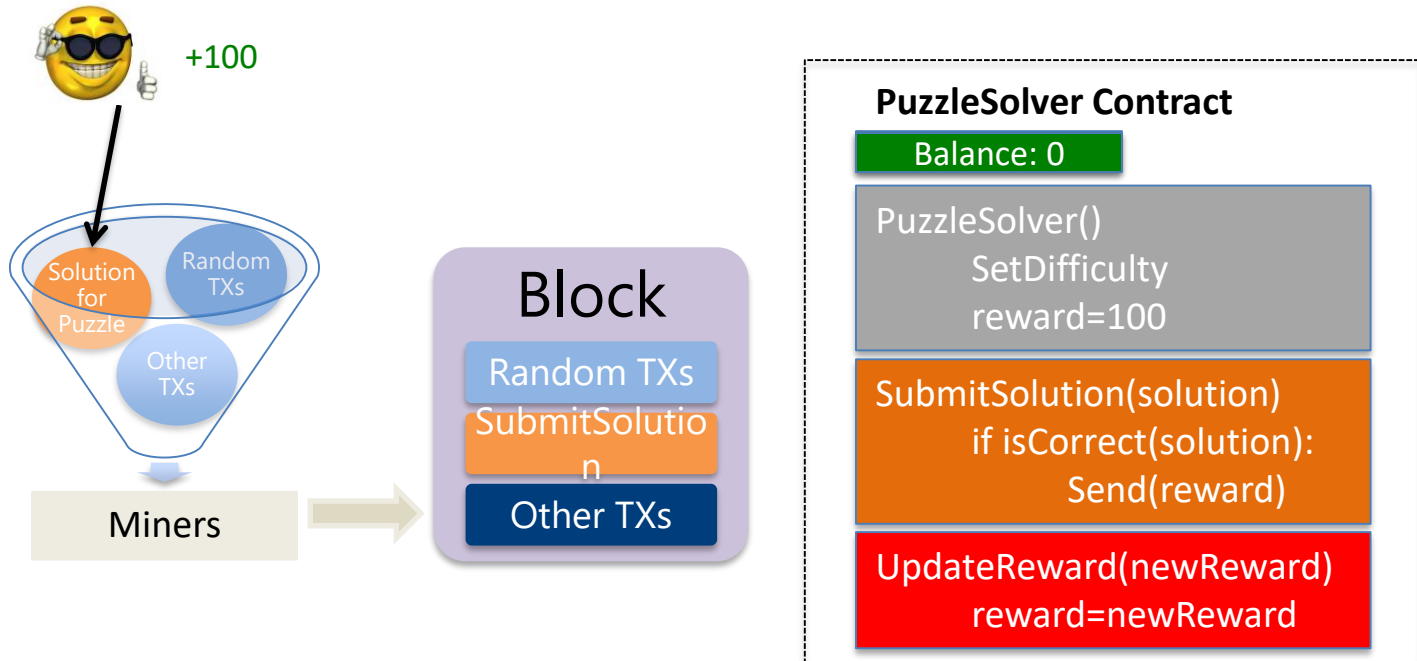 +100
Solution
for
Puzzle
Random
TXs
Other
TXs
Miners
Block
Random TXs
SubmitSolutio
n
Other TXs
PuzzleSolver Contract
Balance: 0
PuzzleSolver()
SetDifficulty
reward=100
SubmitSolution(solution)
if isCorrect(solution):
Send(reward)
UpdateReward(newReward)
reward=newReward